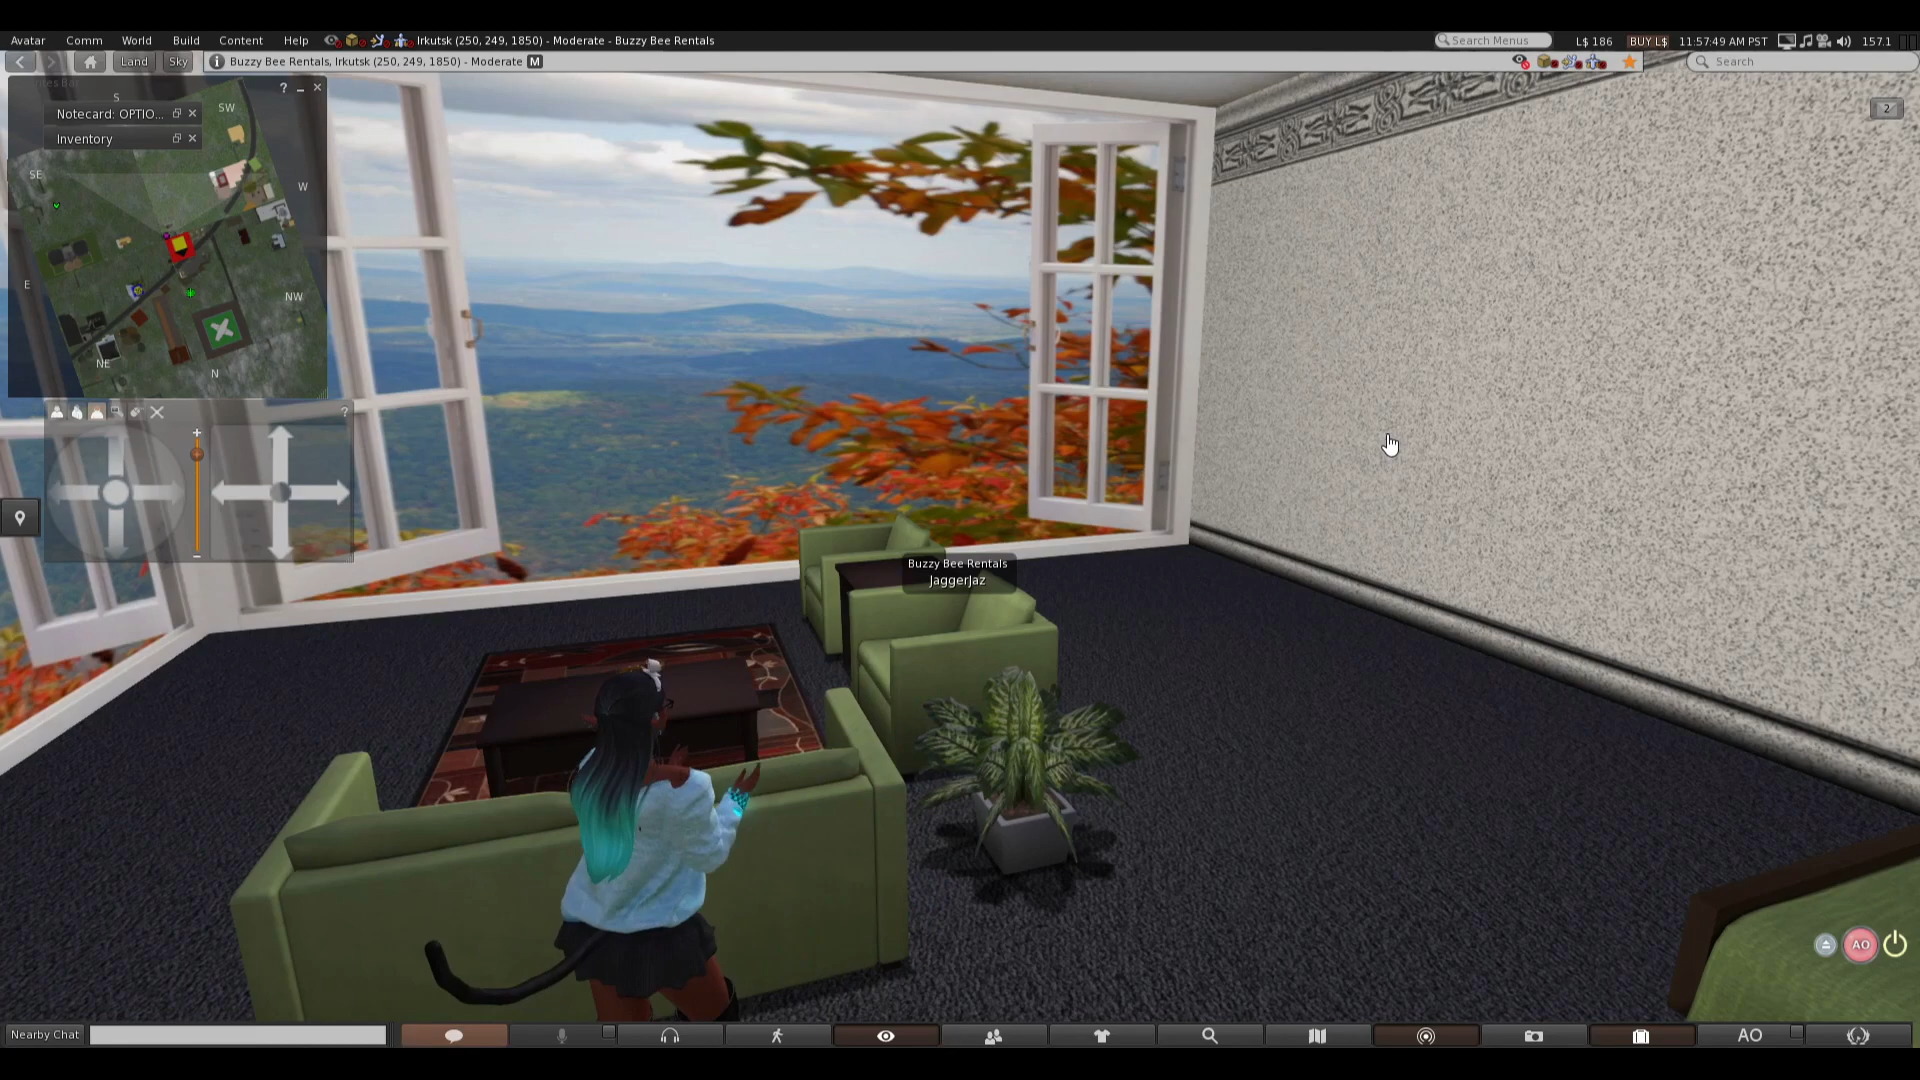 Avatar Comm World Build Content Help Irkutsk (250, 249, 1850) - Moderate - Buzzy Bee Rentals Search Menus L$ 186 BUY L$ 11:57:49 AM PST 157.1
Land Sky Buzzy Bee Rentals, Irkutsk (250, 249, 1850) - Moderate M Search
S SW ? 2
Notecard: OPTIO...
Inventory
SE W
E NW
NE N
?
+
Buzzy Bee Rentals
JaggerJaz
AO
Nearby Chat AO